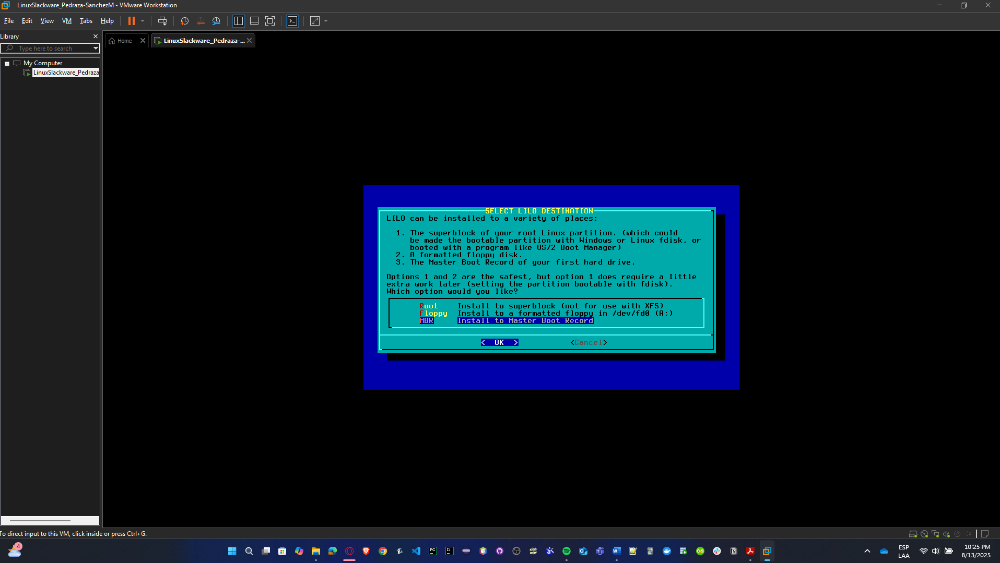 LinuxSlackware_Pedraza-SanchezM - VMware Workstation
File Edit View VM Tabs Help
Library
Home
LinuxSlackware_Pedraza-...
Type here to search
My Computer
LinuxSlackware_Pedraza
SELECT LILO DESTINATION
LILO can be installed to a variety of places:
1. The superblock of your root Linux partition. (which could
be made the bootable partition with Windows or Linux fdisk, or
booted with a program like OS/2 Boot Manager)
2. A formatted floppy disk.
3. The Master Boot Record of your first hard drive.
Options 1 and 2 are the safest, but option 1 does require a little
extra work later (setting the partition bootable with fdisk).
Which option would you like?
Root Install to superblock (not for use with XFS)
Floppy Install to a formatted floppy in /dev/fd0 (A:)
MBR Install to Master Boot Record
< OK > <Cancel>
To direct input to this VM, click inside or press Ctrl+G.
4
PC
IJ
ESP
LAA
10:25 PM
8/13/2025